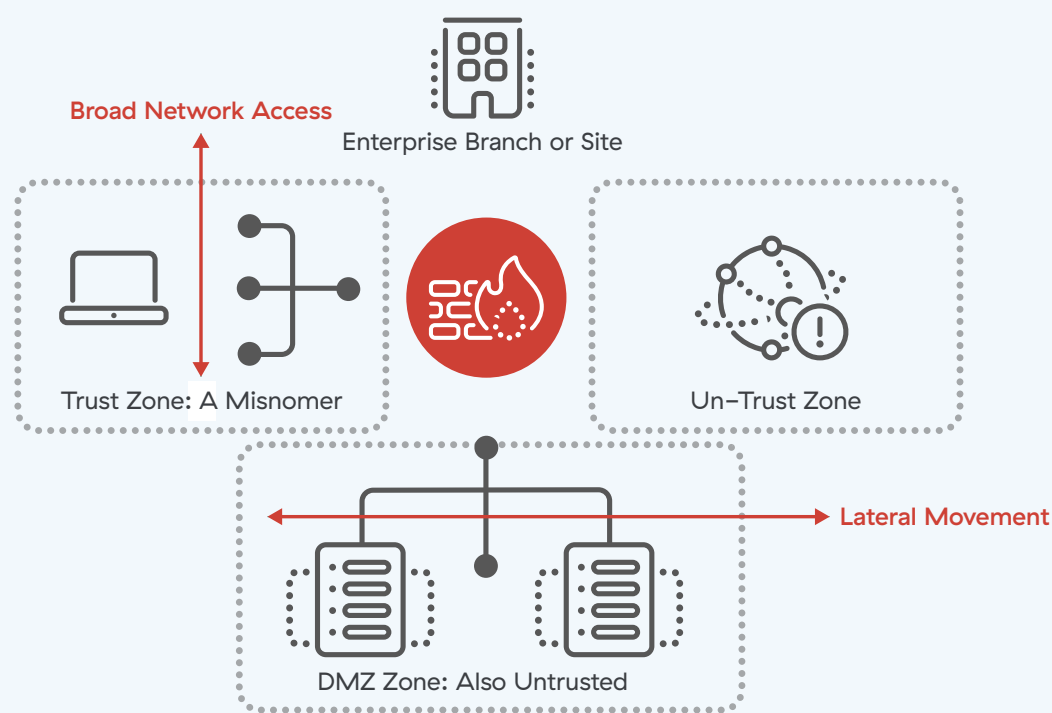 Broad Network Access
Enterprise Branch or Site
Trust Zone: A Misnomer
Un-Trust Zone
Lateral Movement
DMZ Zone: Also Untrusted